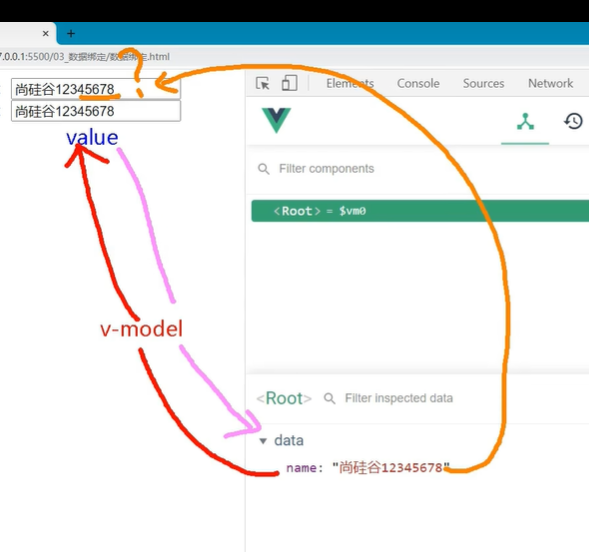 × +
7.0.0.1:5500/03_数据绑定/数据绑定.html
?
尚硅谷12345678
尚硅谷12345678
value
Elements Console Sources Network
Filter components
<Root> = $vm0
v-model
<Root> Filter inspected data
▼ data
name: "尚硅谷12345678"